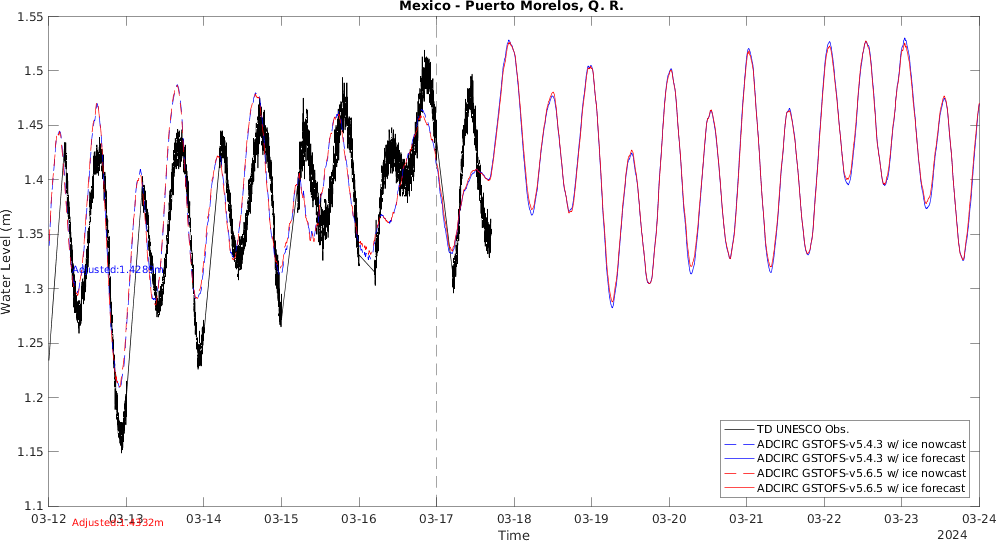 Mexico - Puerto Morelos, Q. R.
1.55
1.5
1.45
1.4
1.35
1.3
1.25
1.2
1.15
1.1
Water Level (m)
Adjusted:1.4289m
TD UNESCO Obs.
ADCIRC GSTOFS-v5.4.3 w/ ice nowcast
ADCIRC GSTOFS-v5.4.3 w/ ice forecast
ADCIRC GSTOFS-v5.6.5 w/ ice nowcast
ADCIRC GSTOFS-v5.6.5 w/ ice forecast
03-12 03-13 03-14 03-15 03-16 03-17 03-18 03-19 03-20 03-21 03-22 03-23 03-24
Adjusted:1.4332m
Time
2024